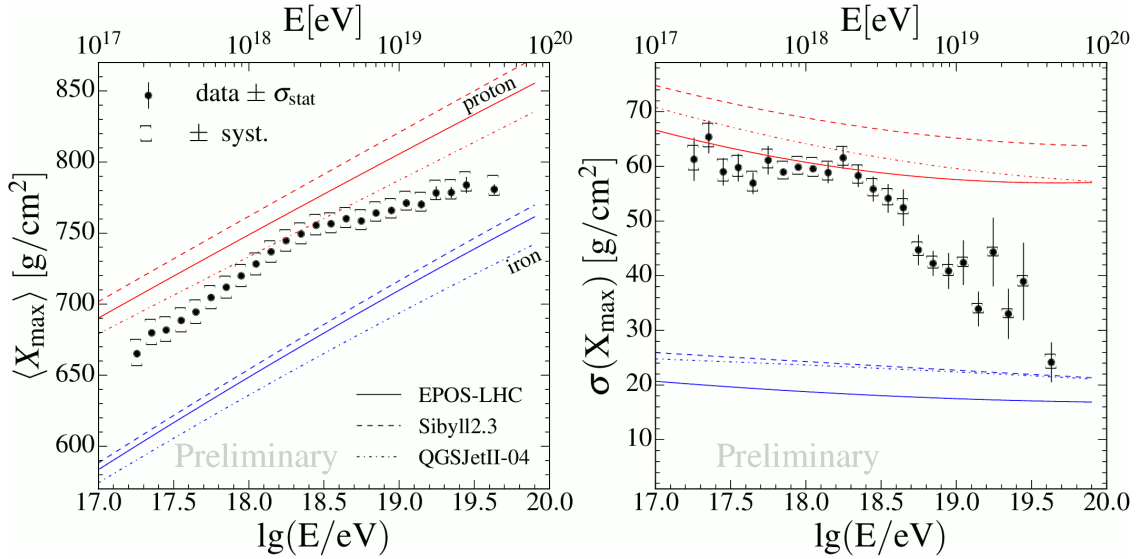 E[eV]
10^17 10^18 10^19 10^20
⟨X_max⟩ [g/cm^2]
850
800
750
700
650
600
data ± σ_stat
± syst.
proton
iron
EPOS-LHC
Sibyll2.3
QGSJetII-04
Preliminary
17.0 17.5 18.0 18.5 19.0 19.5 20.0
lg(E/eV)
E[eV]
10^17 10^18 10^19 10^20
σ(X_max) [g/cm^2]
70
60
50
40
30
20
10
Preliminary
17.0 17.5 18.0 18.5 19.0 19.5 20.0
lg(E/eV)